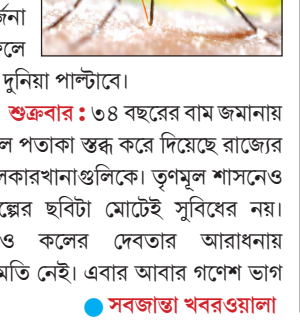 র্জনা
লে
দুনিয়া পাল্টাবে।
শুক্রবার : ৩৪ বছরের বাম জমানায়
ল পতাকা স্তব্ধ করে দিয়েছে রাজ্যের
লকারখানাগুলিকে। তৃণমূল শাসনেও
ল্পের ছবিটা মোটেই সুবিধের নয়।
ও কলের দেবতার আরাধনায়
মতি নেই। এবার আবার গণেশ ভাগ
সবজান্তা খবরওয়ালা